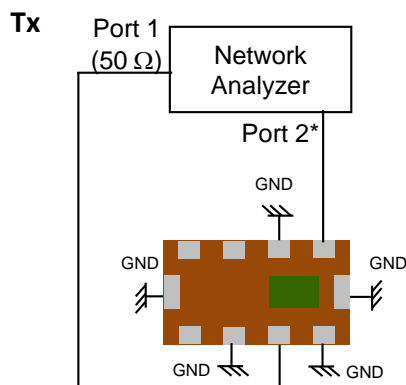 Tx
Port 1
(50 Ω)
Network
Analyzer
Port 2*
GND
GND
GND
GND
GND